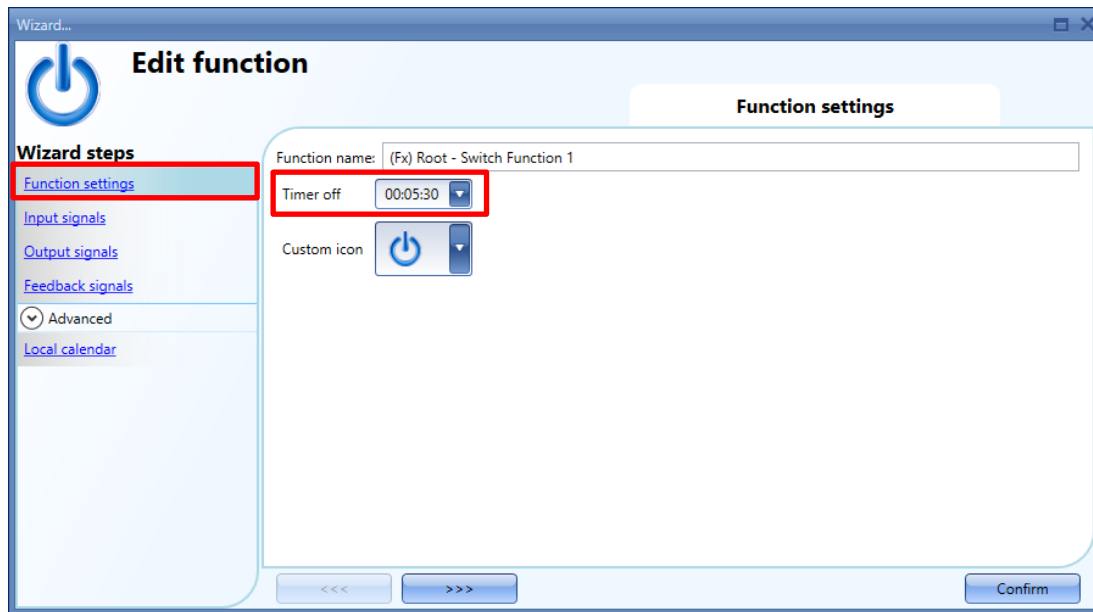 Wizard...
Edit function
Function settings
Wizard steps
Function settings
Input signals
Output signals
Feedback signals
Advanced
Local calendar
Function name: (Fx) Root - Switch Function 1
Timer off 00:05:30
Custom icon
<<< >>> Confirm